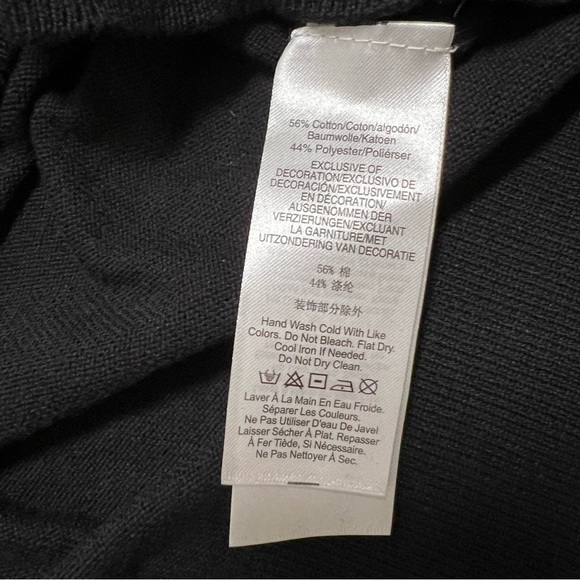 56% Cotton/Coton/algodón/
Baumwolle/Katoen
44% Polyester/Poliérser
EXCLUSIVE OF
DECORATION/EXCLUSIVO DE
DECORACIÓN/EXCLUSIVEMENT
EN DÉCORATION/
AUSGENOMMEN DER
VERZIERUNGEN/EXCLUANT
LA GARNITURE/MET
UITZONDERING VAN DECORATIE
56% 棉
44% 涤纶
装饰部分除外
Hand Wash Cold With Like
Colors. Do Not Bleach. Flat Dry.
Cool Iron If Needed.
Do Not Dry Clean.
Laver À La Main En Eau Froide.
Séparer Les Couleurs.
Ne Pas Utiliser D'eau De Javel
Laisser Sécher À Plat. Repasser
À Fer Tiède, Si Nécessaire.
Ne Pas Nettoyer À Sec.